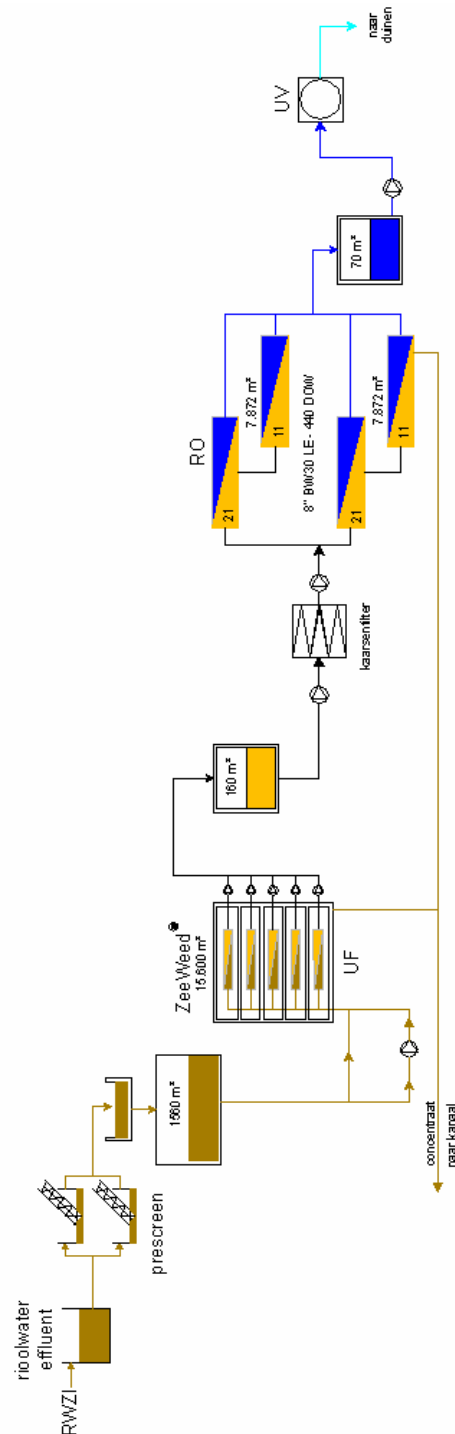 RWZI
rioolwater
effluent
prescreen
1560 m³
ZeeWeed
15.600 m²
UF
160 m³
kaarsenfilter
RO
21
11
7.872 m²
8" BW30 LE - 440 DOW
21
11
7.872 m²
70 m³
UV
naar
duinen
concentraat
naar kanaal